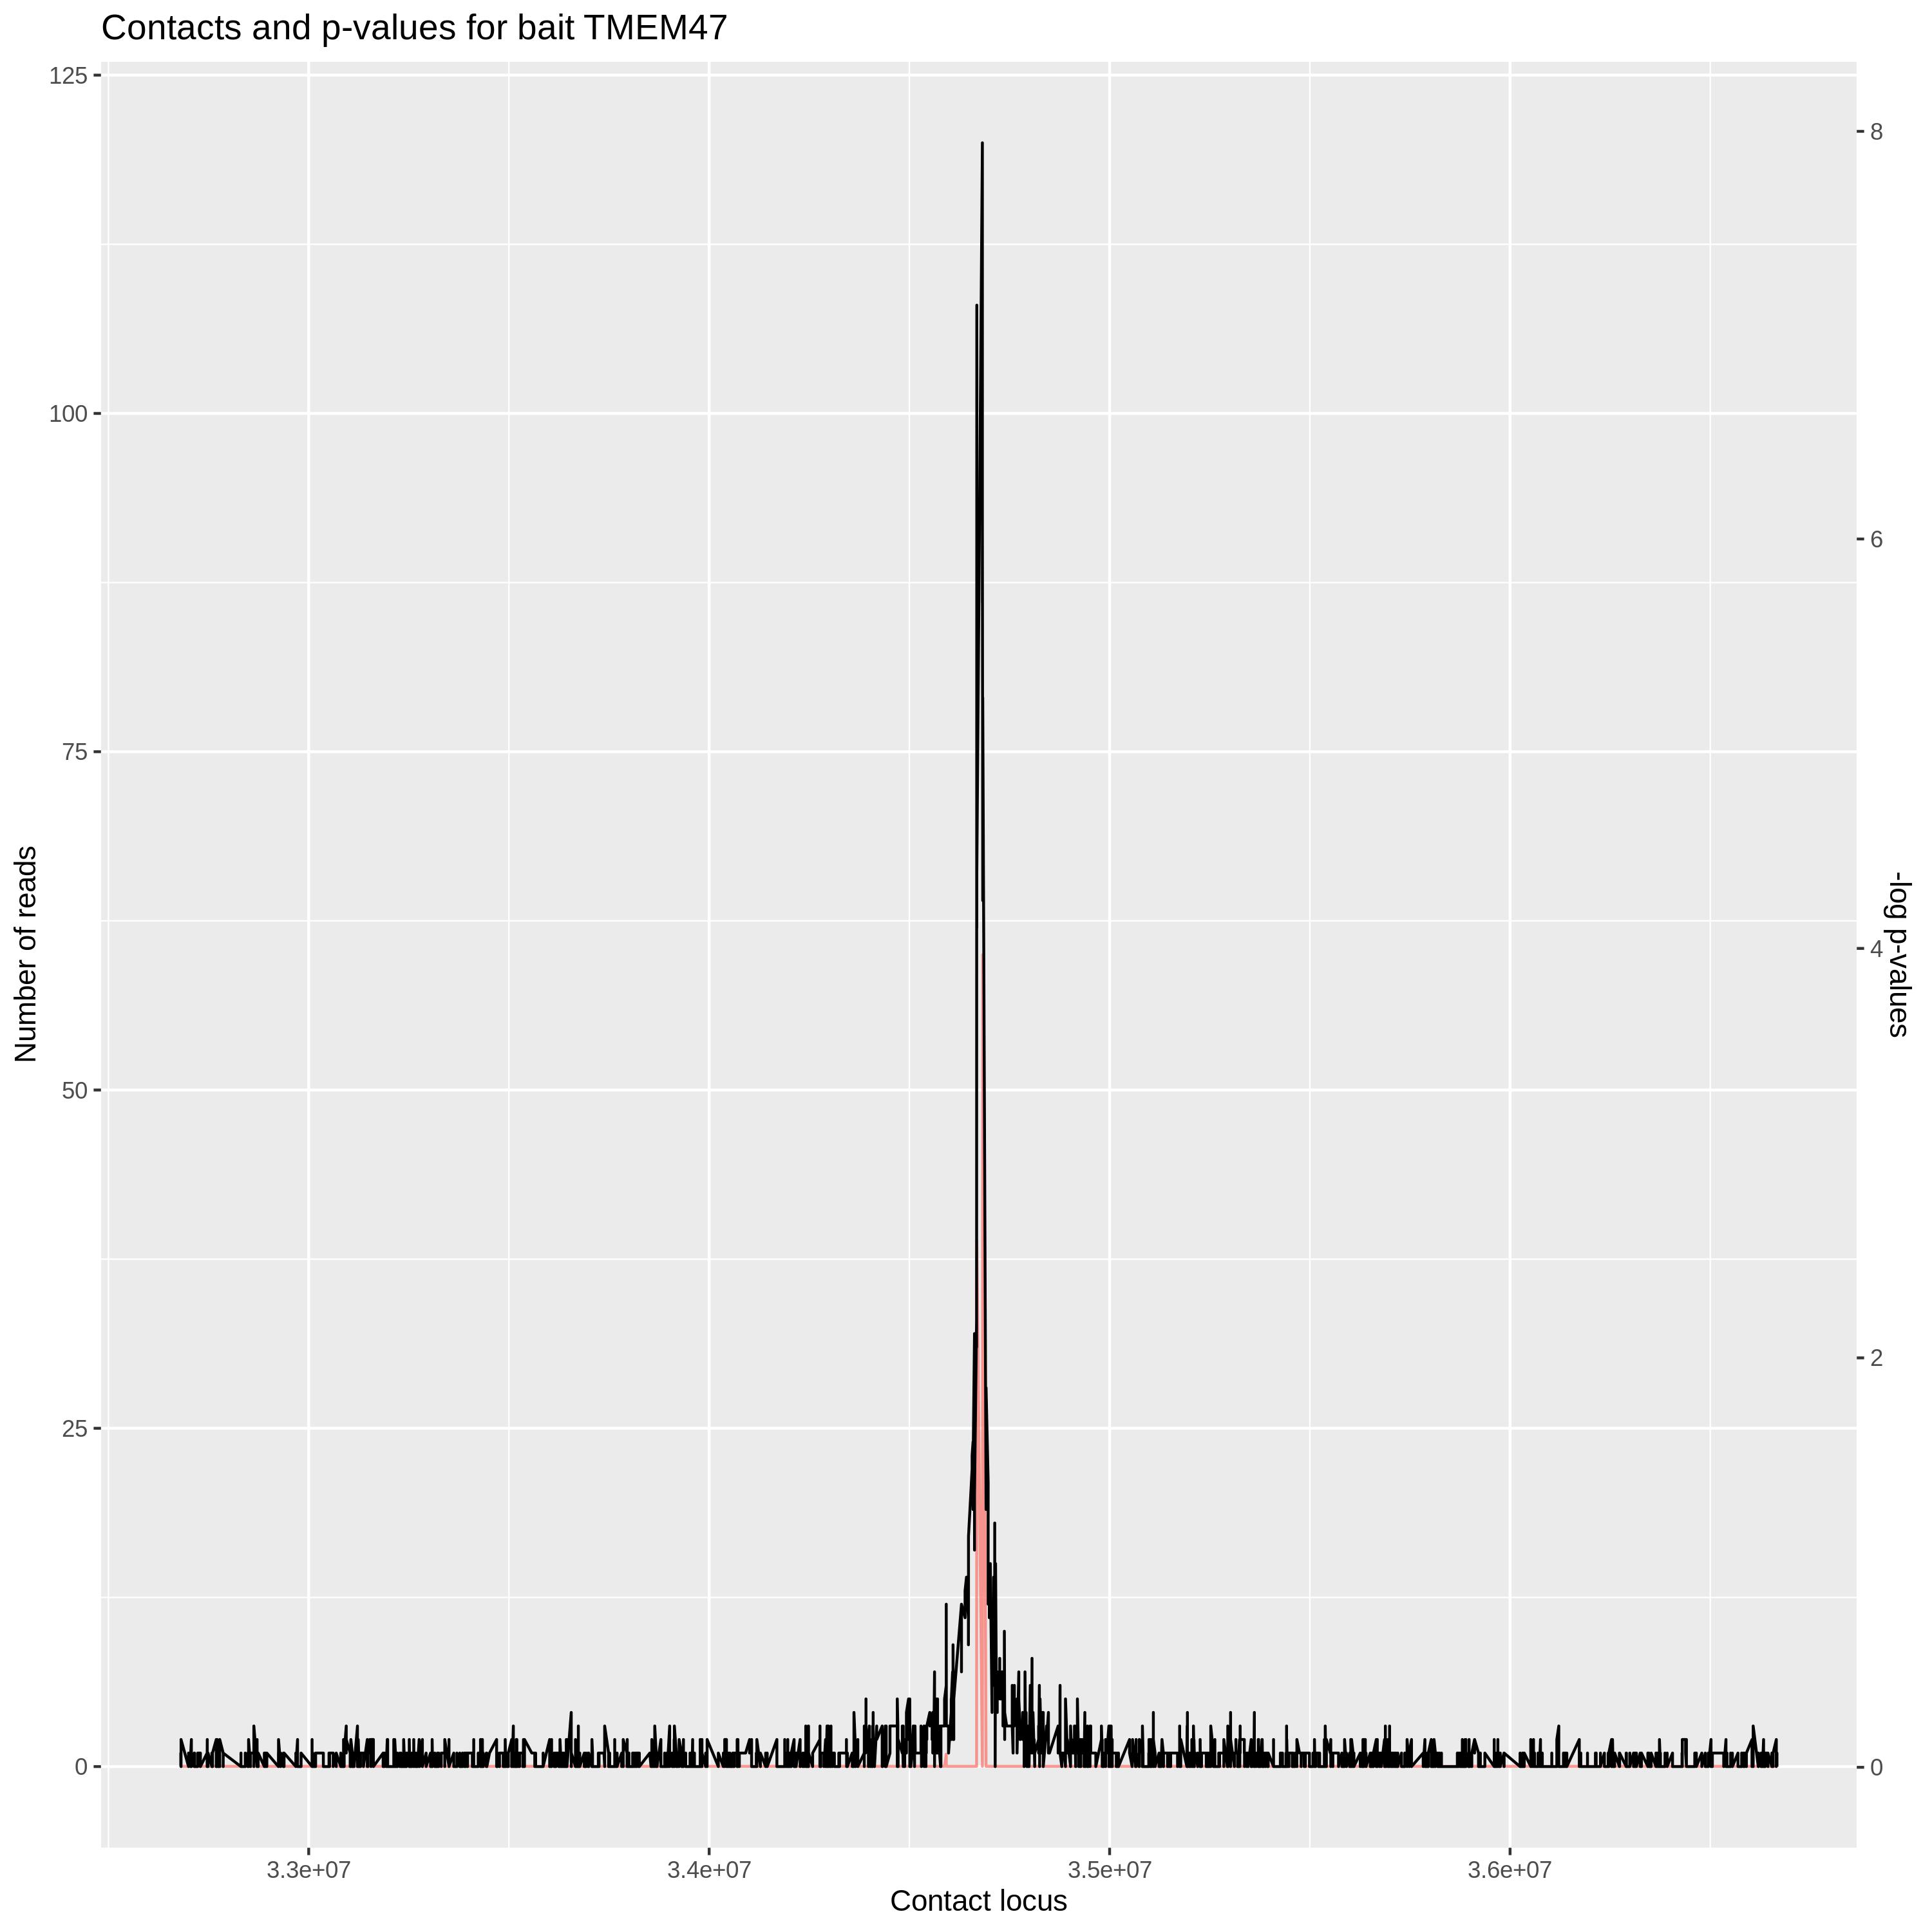 Contacts and p-values for bait TMEM47
125
100
75
50
25
0
Number of reads
8
6
4
2
0
-log p-values
3.3e+07
3.4e+07
3.5e+07
3.6e+07
Contact locus